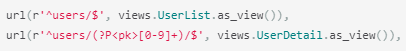 url(r'^users/$', views.UserList.as_view()),
url(r'^users/(?P<pk>[0-9]+)/$', views.UserDetail.as_view()),